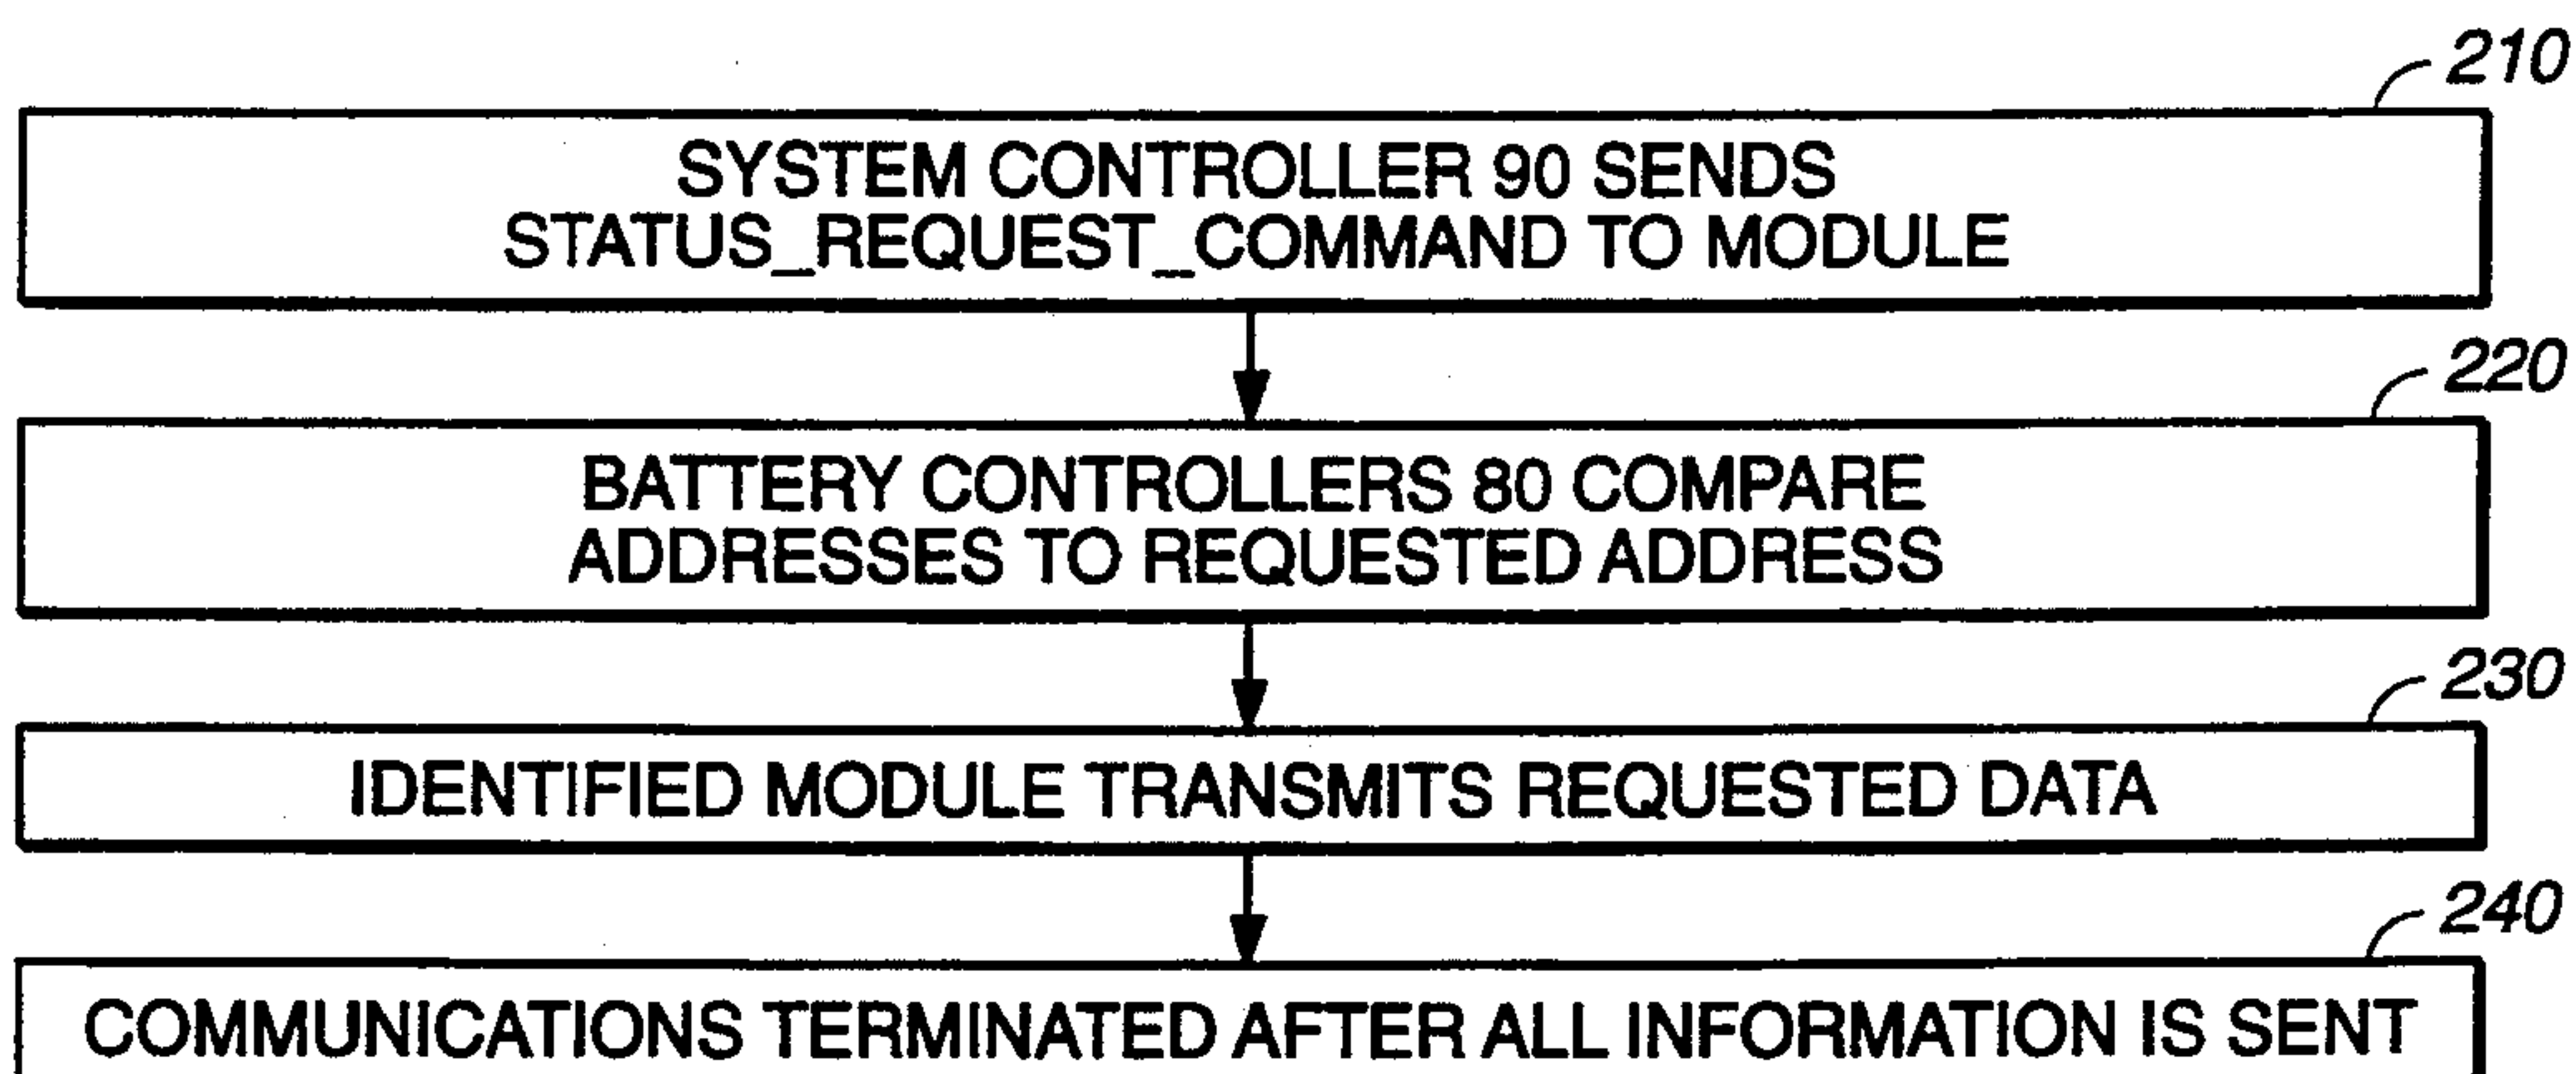 210
SYSTEM CONTROLLER 90 SENDS
STATUS_REQUEST_COMMAND TO MODULE
220
BATTERY CONTROLLERS 80 COMPARE
ADDRESSES TO REQUESTED ADDRESS
230
IDENTIFIED MODULE TRANSMITS REQUESTED DATA
240
COMMUNICATIONS TERMINATED AFTER ALL INFORMATION IS SENT